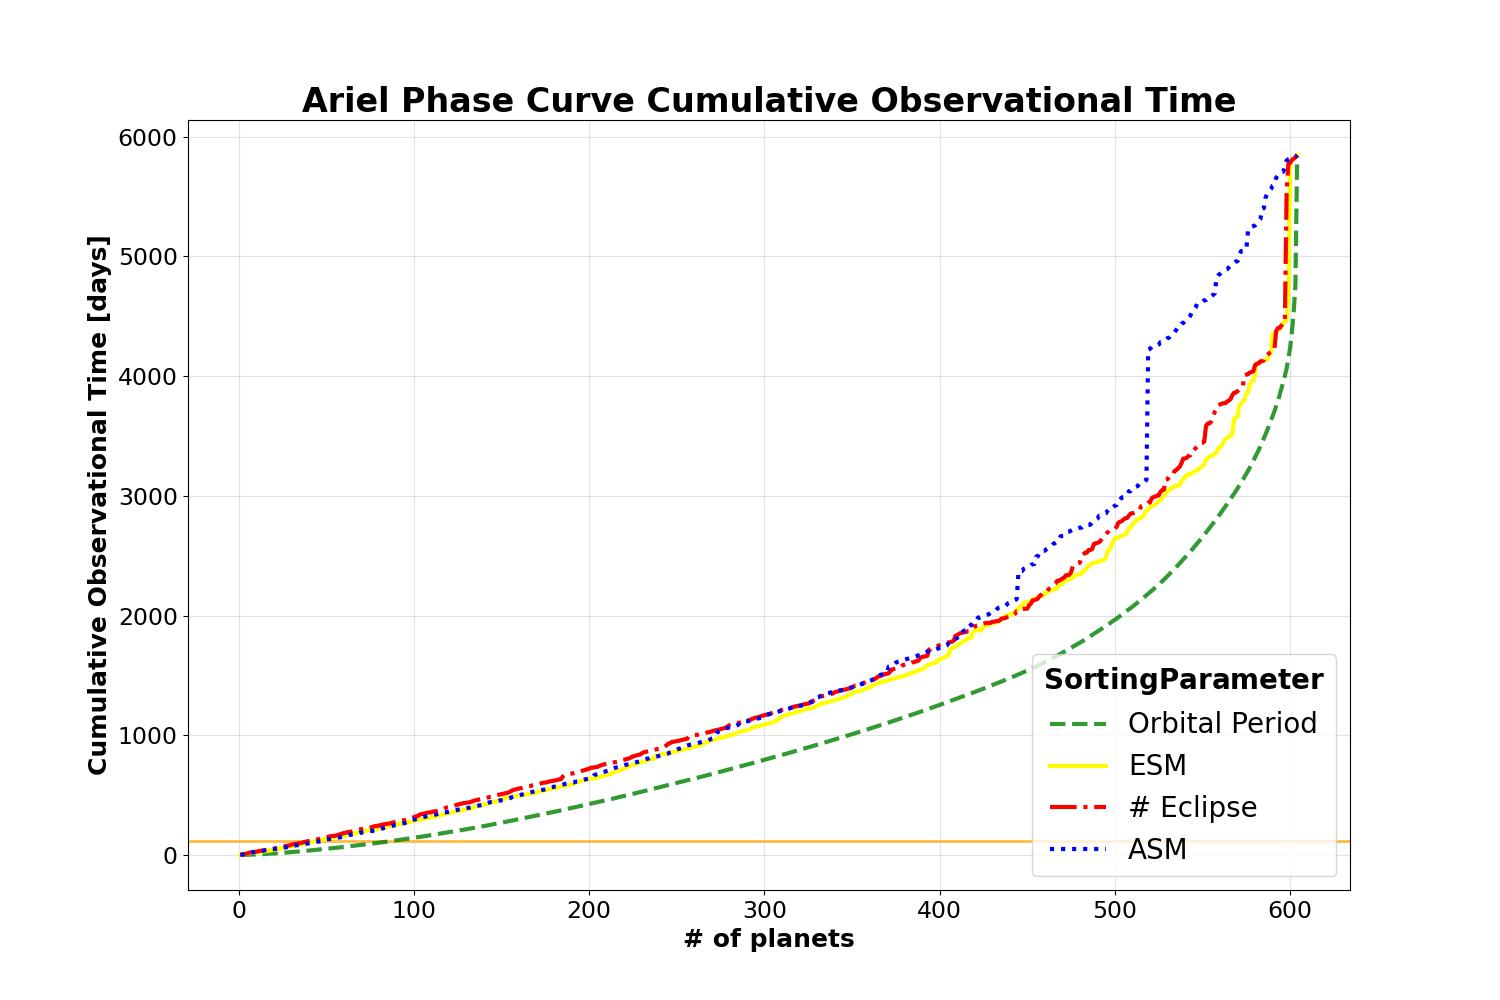 Ariel Phase Curve Cumulative Observational Time
Cumulative Observational Time [days]
6000
5000
4000
3000
2000
1000
0
SortingParameter
Orbital Period
ESM
# Eclipse
ASM
0 100 200 300 400 500 600
# of planets